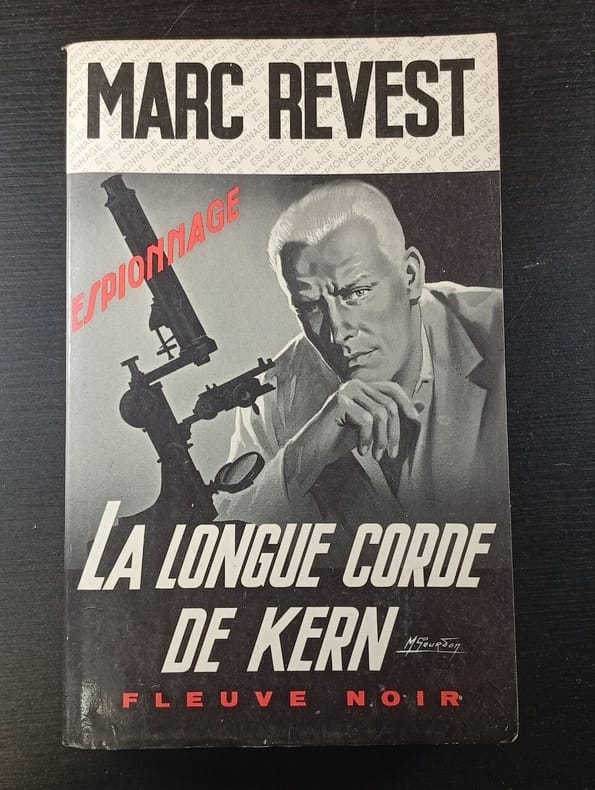 MARC REVEST
ESPIONNAGE
LA LONGUE CORDE
DE KERN
M Gourdon
FLEUVE NOIR